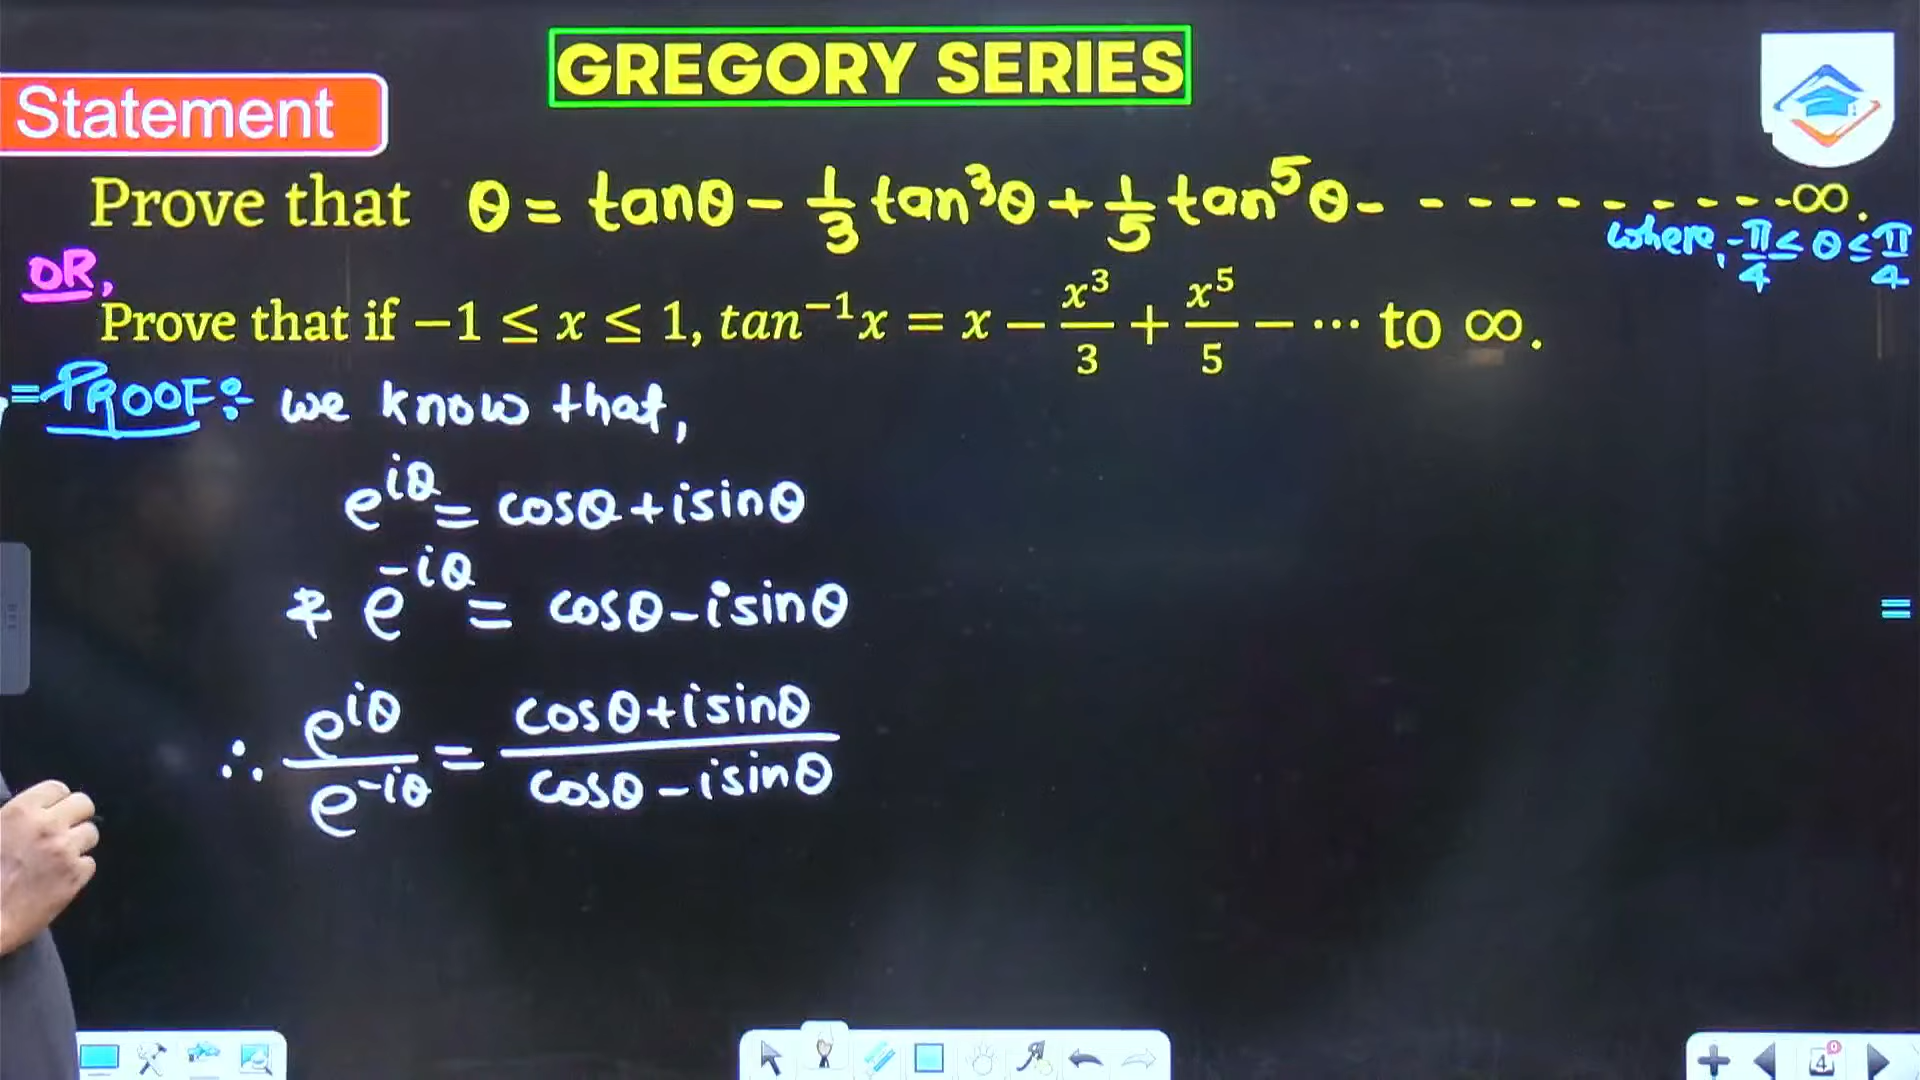 GREGORY SERIES
Statement
Prove that θ = tanθ - 1/3 tan³θ + 1/5 tan⁵θ - - - - - - - - - - -∞.
where, -π/4 ≤ θ ≤ π/4
OR,
Prove that if −1 ≤ x ≤ 1, tan⁻¹x = x − x³/3 + x⁵/5 − ⋯ to ∞.
PROOF:- we know that,
e^{iθ} = cosθ + isinθ
& e^{-iθ} = cosθ - isinθ
∴ e^{iθ}/e^{-iθ} = (cosθ + isinθ)/(cosθ - isinθ)
4
0